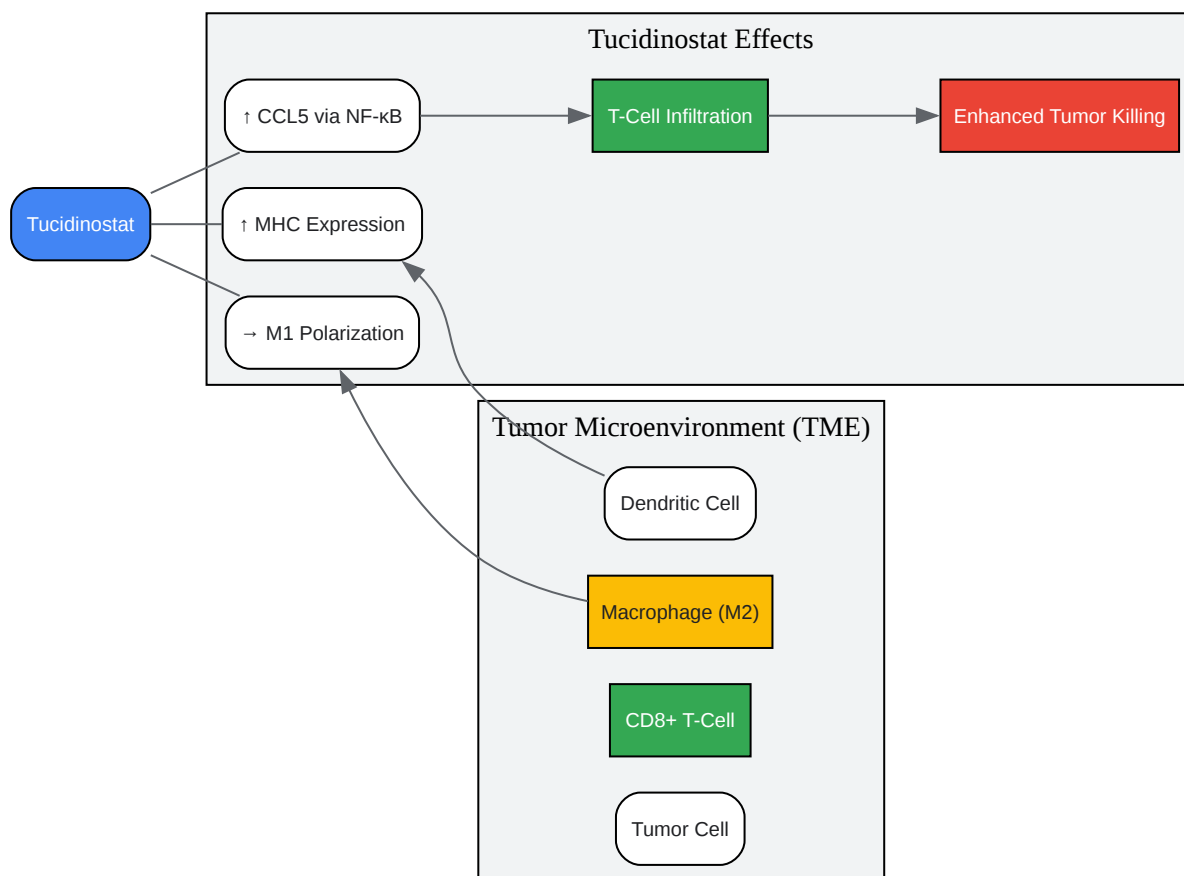 Tucidinostat Effects
↑ CCL5 via NF-κB
T-Cell Infiltration
Enhanced Tumor Killing
Tucidinostat
↑ MHC Expression
→ M1 Polarization
Tumor Microenvironment (TME)
Dendritic Cell
Macrophage (M2)
CD8+ T-Cell
Tumor Cell